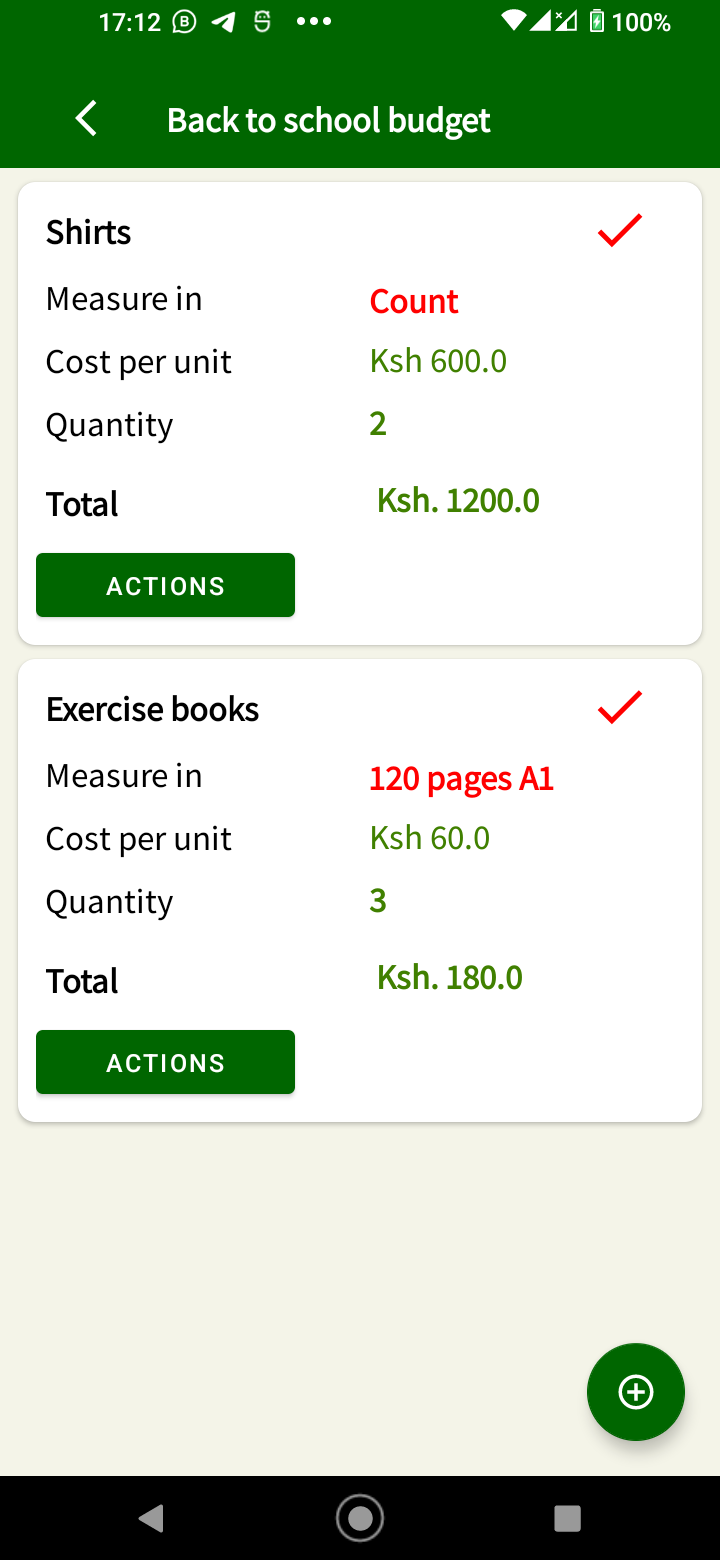 17:12 100%
Back to school budget
Shirts
Measure in Count
Cost per unit Ksh 600.0
Quantity 2
Total Ksh. 1200.0
ACTIONS
Exercise books
Measure in 120 pages A1
Cost per unit Ksh 60.0
Quantity 3
Total Ksh. 180.0
ACTIONS